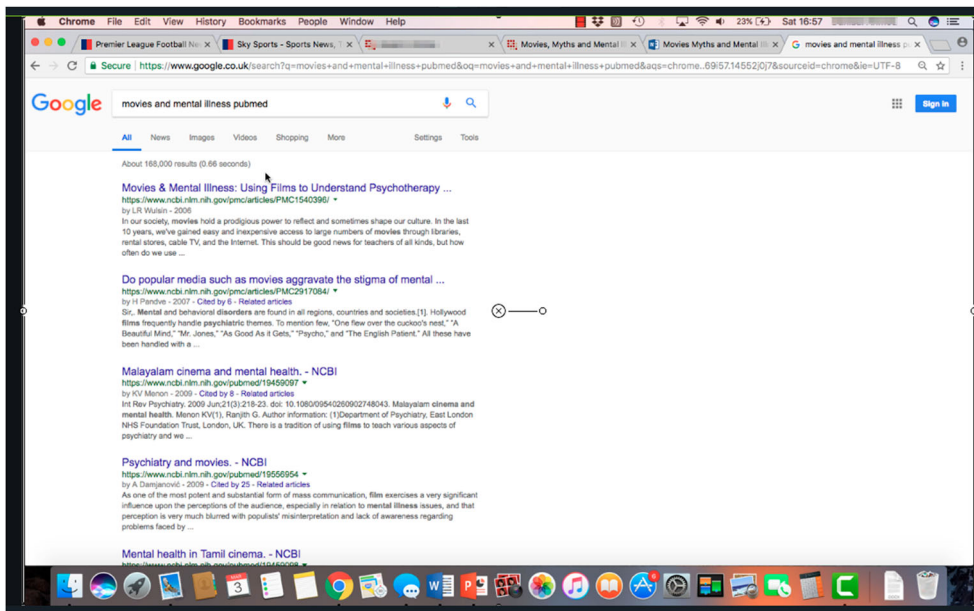 Chrome File Edit View History Bookmarks People Window Help 23% Sat 16:57
Premier League Football Ne × Sky Sports - Sports News, T × × Movies, Myths and Mental Il × Movies Myths and Mental Il × movies and mental illness p ×
Secure https://www.google.co.uk/search?q=movies+and+mental+illness+pubmed&oq=movies+and+mental+illness+pubmed&aqs=chrome..69i57.14552j0j7&sourceid=chrome&ie=UTF-8
Google movies and mental illness pubmed Sign in
All News Images Videos Shopping More Settings Tools
About 168,000 results (0.66 seconds)
Movies & Mental Illness: Using Films to Understand Psychotherapy ...
https://www.ncbi.nlm.nih.gov/pmc/articles/PMC1540396/
by LR Wulsin - 2006
In our society, movies hold a prodigious power to reflect and sometimes shape our culture. In the last
10 years, we've gained easy and inexpensive access to large numbers of movies through libraries,
rental stores, cable TV, and the Internet. This should be good news for teachers of all kinds, but how
often do we use ...
Do popular media such as movies aggravate the stigma of mental ...
https://www.ncbi.nlm.nih.gov/pmc/articles/PMC2917084/
by H Pandve - 2007 - Cited by 6 - Related articles
Sir,. Mental and behavioral disorders are found in all regions, countries and societies.[1]. Hollywood
films frequently handle psychiatric themes. To mention few, "One flew over the cuckoo's nest," "A
Beautiful Mind," "Mr. Jones," "As Good As it Gets," "Psycho," and "The English Patient." All these have
been handled with a ...
Malayalam cinema and mental health. - NCBI
https://www.ncbi.nlm.nih.gov/pubmed/19459097
by KV Menon - 2009 - Cited by 8 - Related articles
Int Rev Psychiatry. 2009 Jun;21(3):218-23. doi: 10.1080/09540260902748043. Malayalam cinema and
mental health. Menon KV(1), Ranjith G. Author information: (1)Department of Psychiatry, East London
NHS Foundation Trust, London, UK. There is a tradition of using films to teach various aspects of
psychiatry and we ...
Psychiatry and movies. - NCBI
https://www.ncbi.nlm.nih.gov/pubmed/19556954
by A Damjanović - 2009 - Cited by 25 - Related articles
As one of the most potent and substantial form of mass communication, film exercises a very significant
influence upon the perceptions of the audience, especially in relation to mental illness issues, and that
perception is very much blurred with populists' misinterpretation and lack of awareness regarding
problems faced by ...
Mental health in Tamil cinema. - NCBI
3